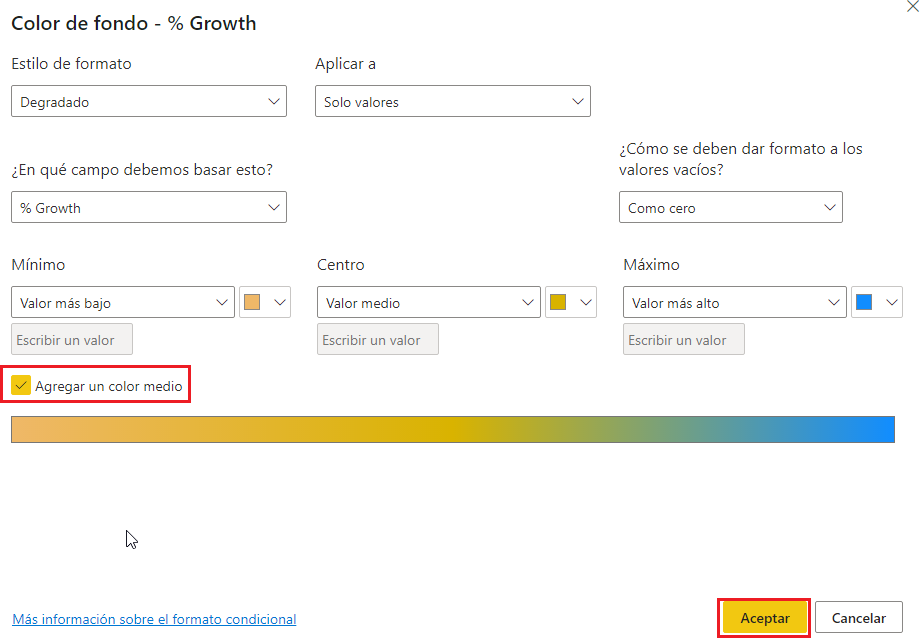 Color de fondo - % Growth
Estilo de formato
Aplicar a
Degradado
Solo valores
¿En qué campo debemos basar esto?
¿Cómo se deben dar formato a los
valores vacíos?
% Growth
Como cero
Mínimo
Centro
Máximo
Valor más bajo
Valor medio
Valor más alto
Escribir un valor
Escribir un valor
Escribir un valor
Agregar un color medio
Más información sobre el formato condicional
Aceptar
Cancelar